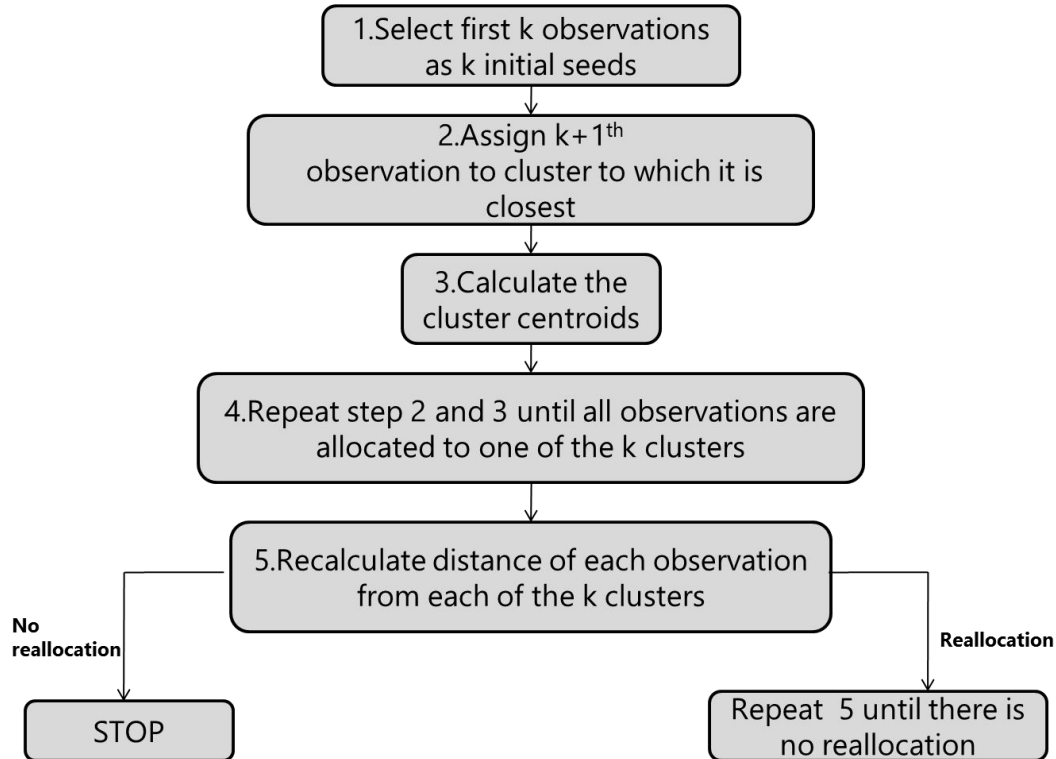 1.Select first k observations
as k initial seeds
2.Assign k+1th
observation to cluster to which it is
closest
3.Calculate the
cluster centroids
4.Repeat step 2 and 3 until all observations are
allocated to one of the k clusters
5.Recalculate distance of each observation
from each of the k clusters
No
reallocation
Reallocation
STOP
Repeat 5 until there is
no reallocation